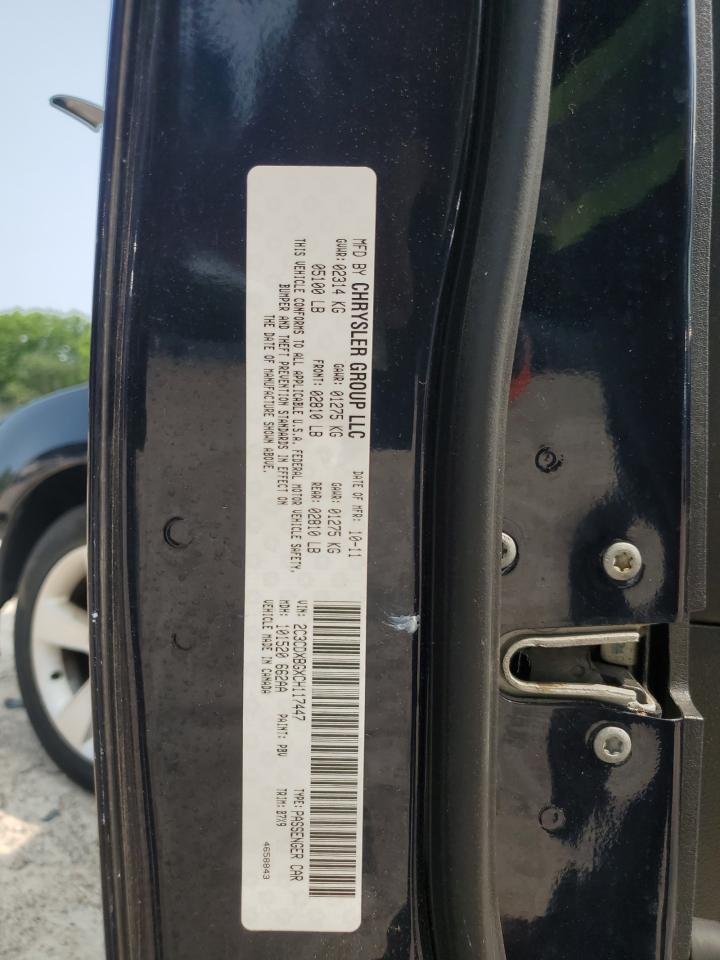 MFD BY CHRYSLER GROUP LLC DATE OF MFR: 10-11
GVWR: 02314 KG GAWR: 01275 KG GAWR: 01275 KG
05100 LB FRONT: 02810 LB REAR: 02810 LB
THIS VEHICLE CONFORMS TO ALL APPLICABLE U.S.A. FEDERAL MOTOR VEHICLE SAFETY,
BUMPER AND THEFT PREVENTION STANDARDS IN EFFECT ON
THE DATE OF MANUFACTURE SHOWN ABOVE.
VIN: 2C3CDXBGXCH117447 TYPE: PASSENGER CAR
MDH: 101520 662AA PAINT: PBV TRIM: B7X9
VEHICLE MADE IN CANADA 4658843